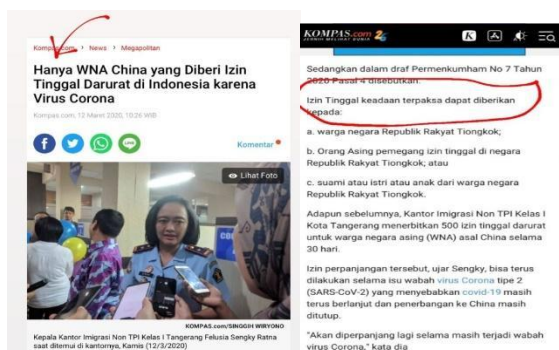 Kompas.com > News > Megapolitan
Hanya WNA China yang Diberi Izin
Tinggal Darurat di Indonesia karena
Virus Corona
Kompas.com, 12 Maret 2020, 10:26 WIB
Komentar
Lihat Foto
KOMPAS.com/SINGGIH WIRYONO
Kepala Kantor Imigrasi Non TPI Kelas I Tangerang Felusia Sengky Ratna
saat ditemui di kantornya, Kamis (12/3/2020)
KOMPAS.com
JERNIH MELIHAT DUNIA
Sedangkan dalam draf Permenkumham No 7 Tahun
2020 Pasal 4 disebutkan:
Izin Tinggal keadaan terpaksa dapat diberikan
kepada:
a. warga negara Republik Rakyat Tiongkok;
b. Orang Asing pemegang izin tinggal di negara
Republik Rakyat Tiongkok; atau
c. suami atau istri atau anak dari warga negara
Republik Rakyat Tiongkok.
Adapun sebelumnya, Kantor Imigrasi Non TPI Kelas I
Kota Tangerang menerbitkan 500 izin tinggal darurat
untuk warga negara asing (WNA) asal China selama
30 hari.
Izin perpanjangan tersebut, ujar Sengky, bisa terus
dilakukan selama isu wabah virus Corona tipe 2
(SARS-CoV-2) yang menyebabkan covid-19 masih
terus berlanjut dan penerbangan ke China masih
ditutup.
"Akan diperpanjang lagi selama masih terjadi wabah
virus Corona," kata dia